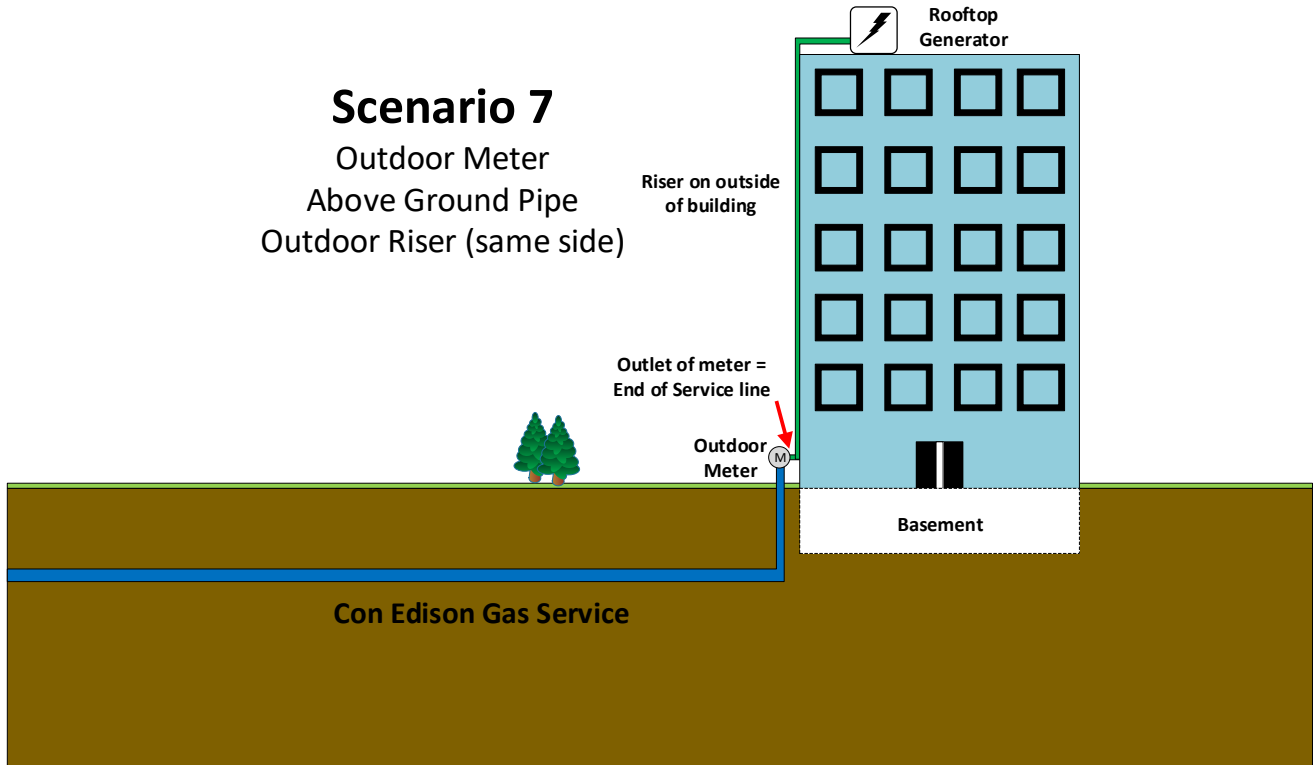 Rooftop
Generator
Scenario 7
Outdoor Meter
Above Ground Pipe
Outdoor Riser (same side)
Riser on outside
of building
Outlet of meter =
End of Service line
Outdoor
Meter
M
Basement
Con Edison Gas Service